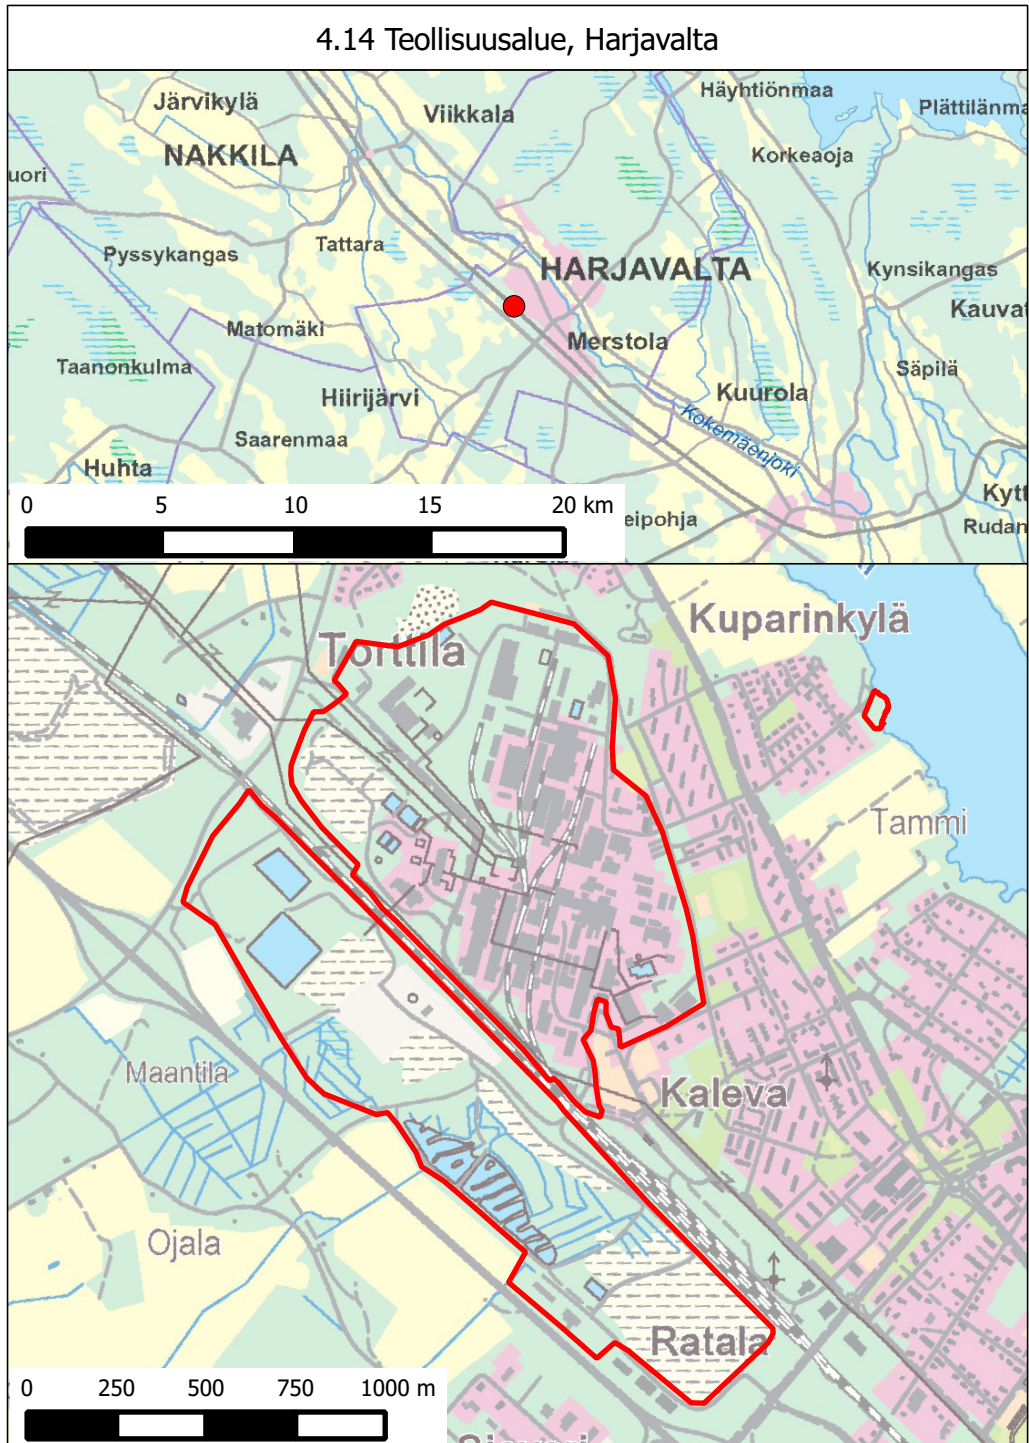 4.14 Teollisuusalue, Harjavalta
Järvikylä
Viikkala
Häyhtiönmaa
Plättilänma
NAKKILA
Korkeaoja
uori
Pyssykangas
Tattara
HARJAVALTA
Kynsikangas
Kauvat
Matomäki
Merstola
Taanonkulma
Säpilä
Hiirijärvi
Kuurola
Kokemäenjoki
Saarenmaa
Huhta
Kytt
0 5 10 15 20 km
eipohja
Rudan
Kuparinkylä
Torttila
Tammi
Maantila
Kaleva
Ojala
Ratala
0 250 500 750 1000 m